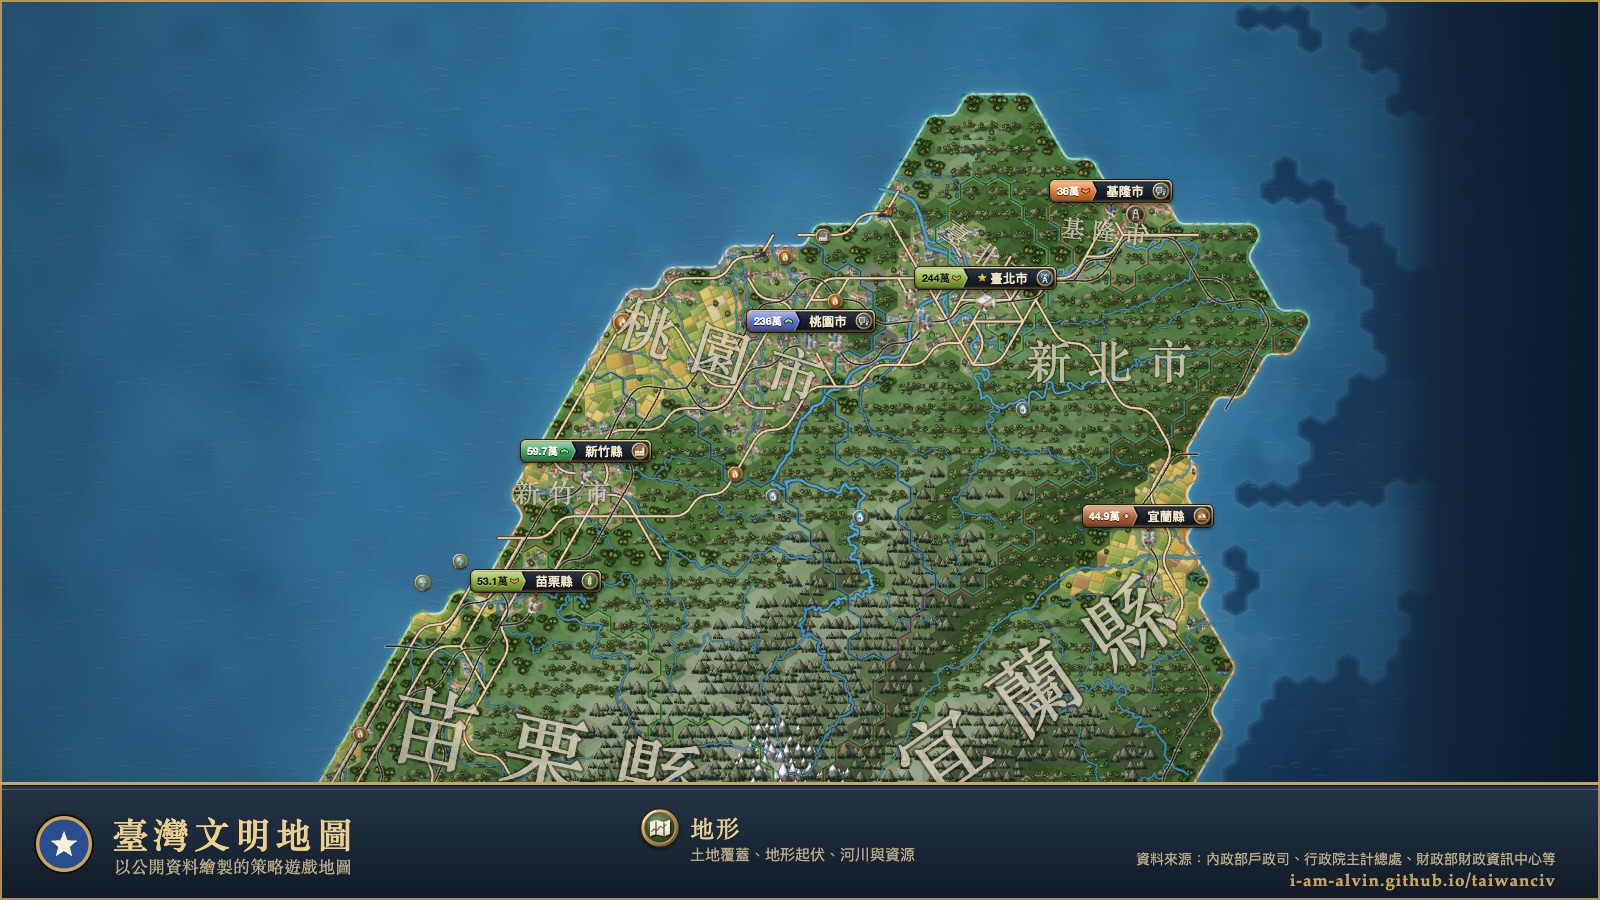 36萬 基隆市
基隆市
臺北
244萬 ★臺北市
236萬 桃園市
桃園市
新北市
59.7萬 新竹縣
新竹市
44.9萬 宜蘭縣
53.1萬 苗栗縣
宜蘭縣
苗栗縣
臺灣文明地圖
以公開資料繪製的策略遊戲地圖
地形
土地覆蓋、地形起伏、河川與資源
資料來源：內政部戶政司、行政院主計總處、財政部財政資訊中心等
i-am-alvin.github.io/taiwanciv